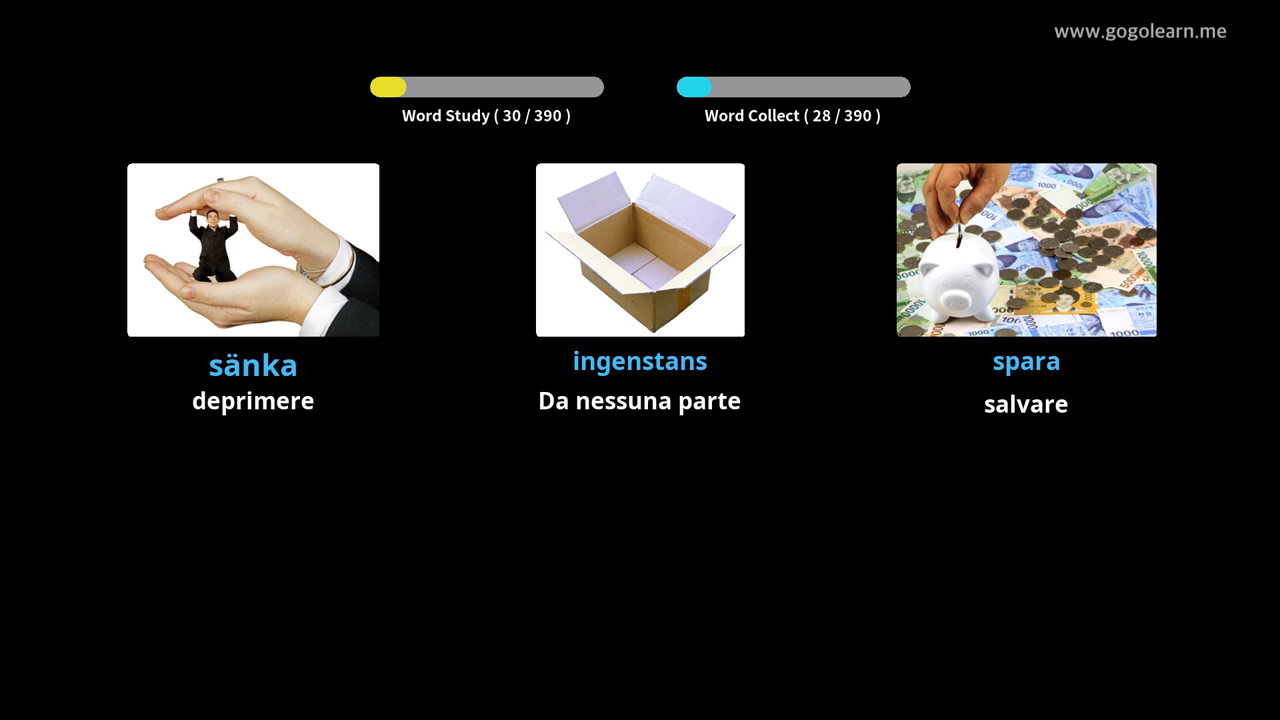 www.gogolearn.me
Word Study ( 30 / 390 )
Word Collect ( 28 / 390 )
sänka
deprimere
ingenstans
Da nessuna parte
spara
salvare